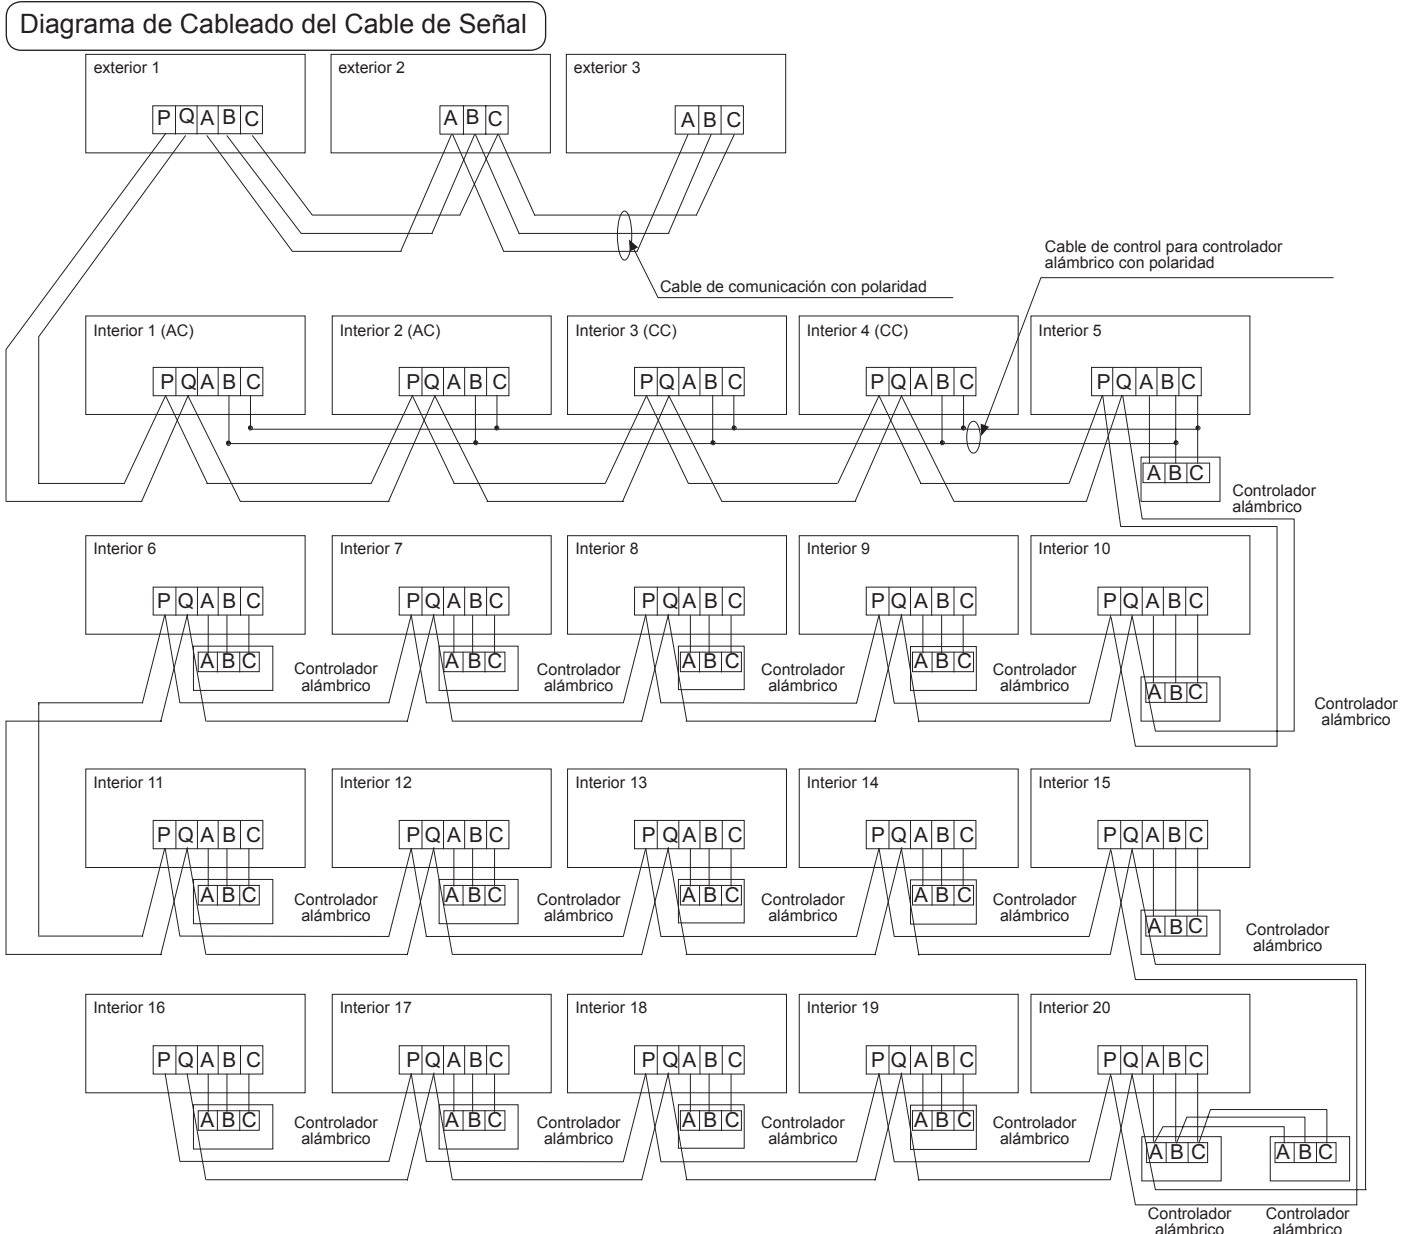 Diagrama de Cableado del Cable de Señal
exterior 1
exterior 2
exterior 3
P Q A B C
A B C
A B C
Cable de control para controlador
alámbrico con polaridad
Cable de comunicación con polaridad
Interior 1 (AC)
Interior 2 (AC)
Interior 3 (CC)
Interior 4 (CC)
Interior 5
P Q A B C
P Q A B C
P Q A B C
P Q A B C
P Q A B C
A B C
Controlador
alámbrico
Interior 6
Interior 7
Interior 8
Interior 9
Interior 10
P Q A B C
P Q A B C
P Q A B C
P Q A B C
P Q A B C
A B C
Controlador
alámbrico
A B C
Controlador
alámbrico
A B C
Controlador
alámbrico
A B C
Controlador
alámbrico
A B C
Controlador
alámbrico
Interior 11
Interior 12
Interior 13
Interior 14
Interior 15
P Q A B C
P Q A B C
P Q A B C
P Q A B C
P Q A B C
A B C
Controlador
alámbrico
A B C
Controlador
alámbrico
A B C
Controlador
alámbrico
A B C
Controlador
alámbrico
A B C
Controlador
alámbrico
Interior 16
Interior 17
Interior 18
Interior 19
Interior 20
P Q A B C
P Q A B C
P Q A B C
P Q A B C
P Q A B C
A B C
Controlador
alámbrico
A B C
Controlador
alámbrico
A B C
Controlador
alámbrico
A B C
Controlador
alámbrico
A B C
A B C
Controlador
alámbrico
Controlador
alámbrico